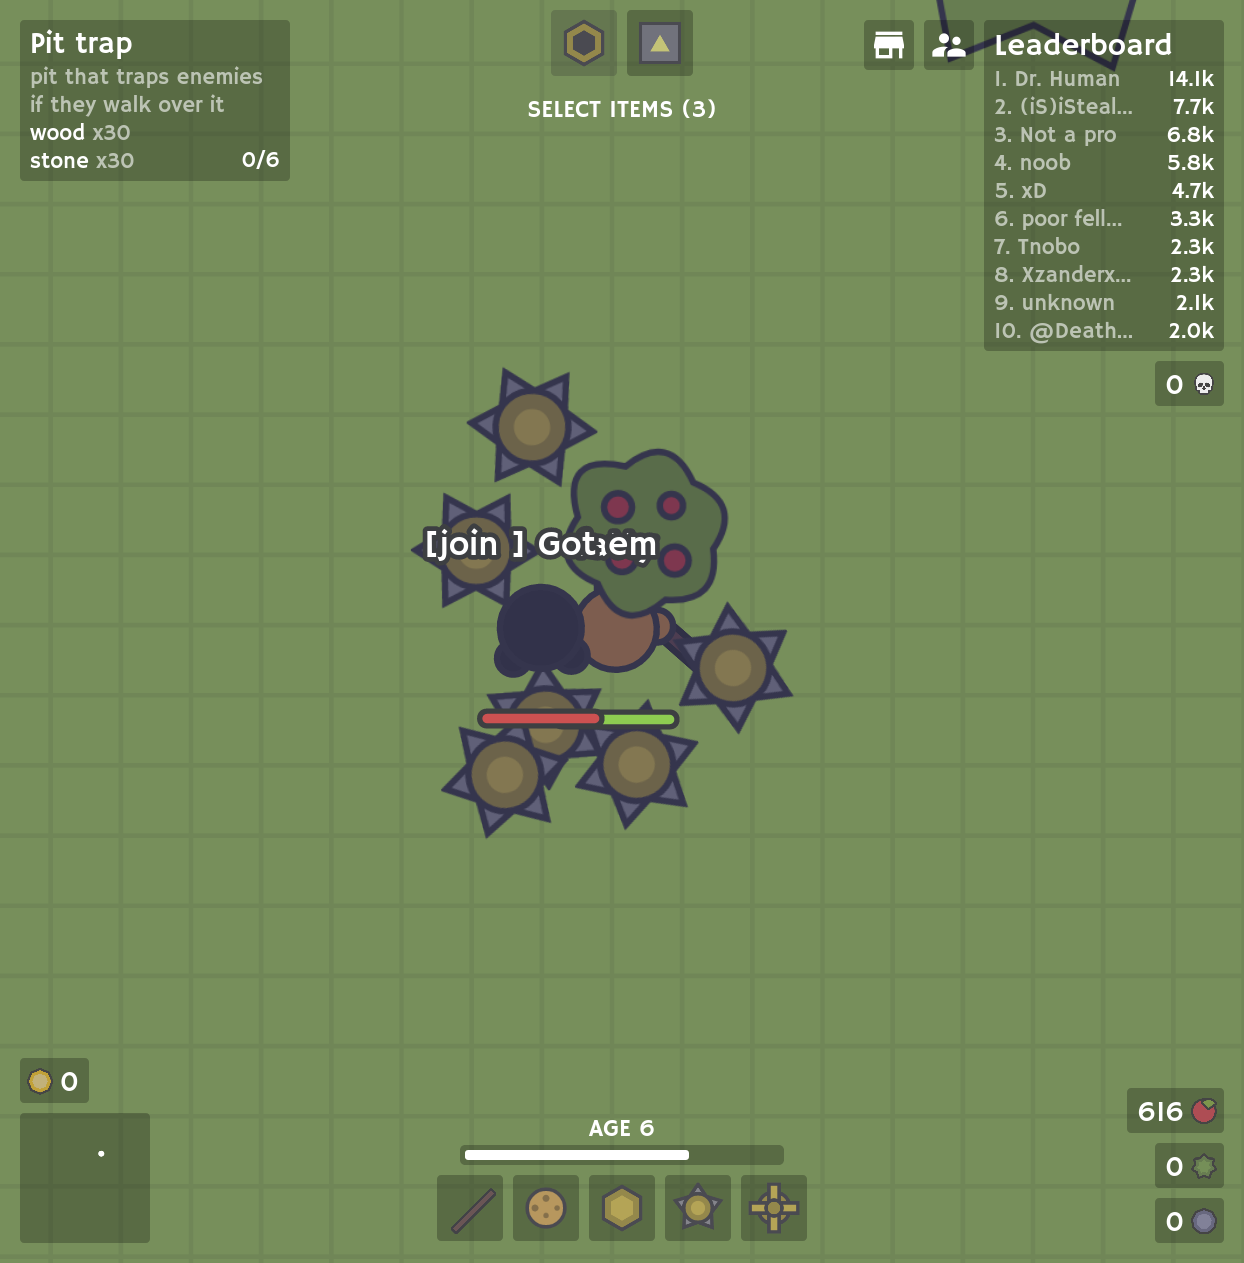 Pit trap
pit that traps enemies
if they walk over it
wood x30
stone x30 0/6
SELECT ITEMS (3)
Leaderboard
1. Dr. Human 14.1k
2. (iS)iSteal... 7.7k
3. Not a pro 6.8k
4. noob 5.8k
5. xD 4.7k
6. poor fell... 3.3k
7. Tnobo 2.3k
8. Xzanderx... 2.3k
9. unknown 2.1k
10. @Death... 2.0k
0
[join ]
0
616
AGE 6
0
0